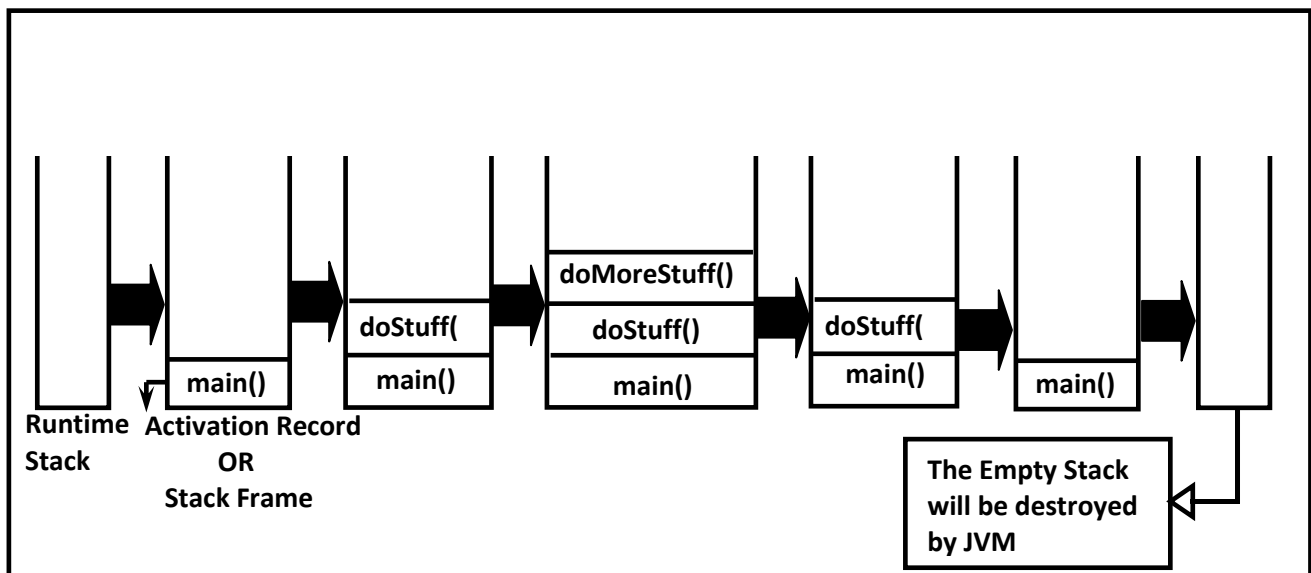 doMoreStuff()
doStuff(
doStuff()
doStuff(
main()
main()
main()
main()
main()
Runtime
Stack
Activation Record
OR
Stack Frame
The Empty Stack
will be destroyed
by JVM